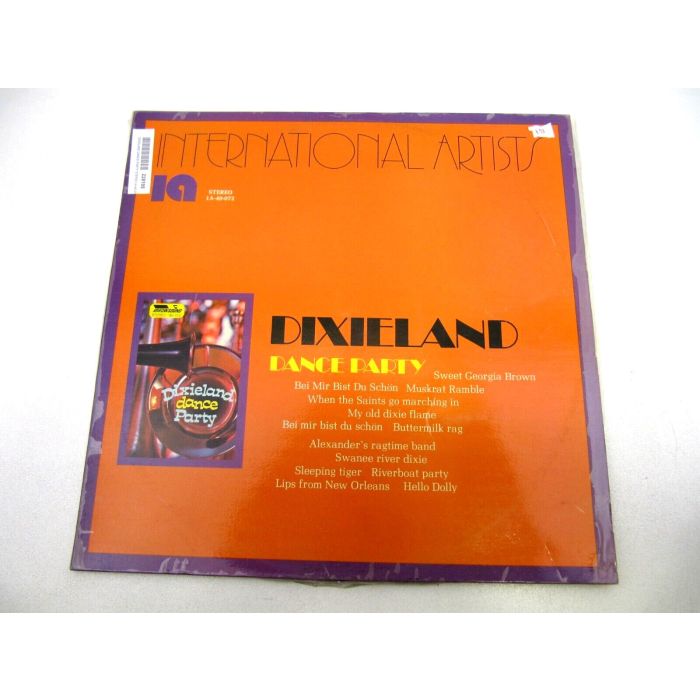 INTERNATIONAL ARTISTS
ia
STEREO
DIXIELAND
DANCE PARTY
Sweet Georgia Brown
Bei Mir Bist Du Schön Muskrat Ramble
When the Saints go marching in
My old dixie flame
Bei mir bist du schön Buttermilk rag
Alexander's ragtime band
Swanee river dixie
Sleeping tiger Riverboat party
Lips from New Orleans Hello Dolly
Dixieland
dance
Party